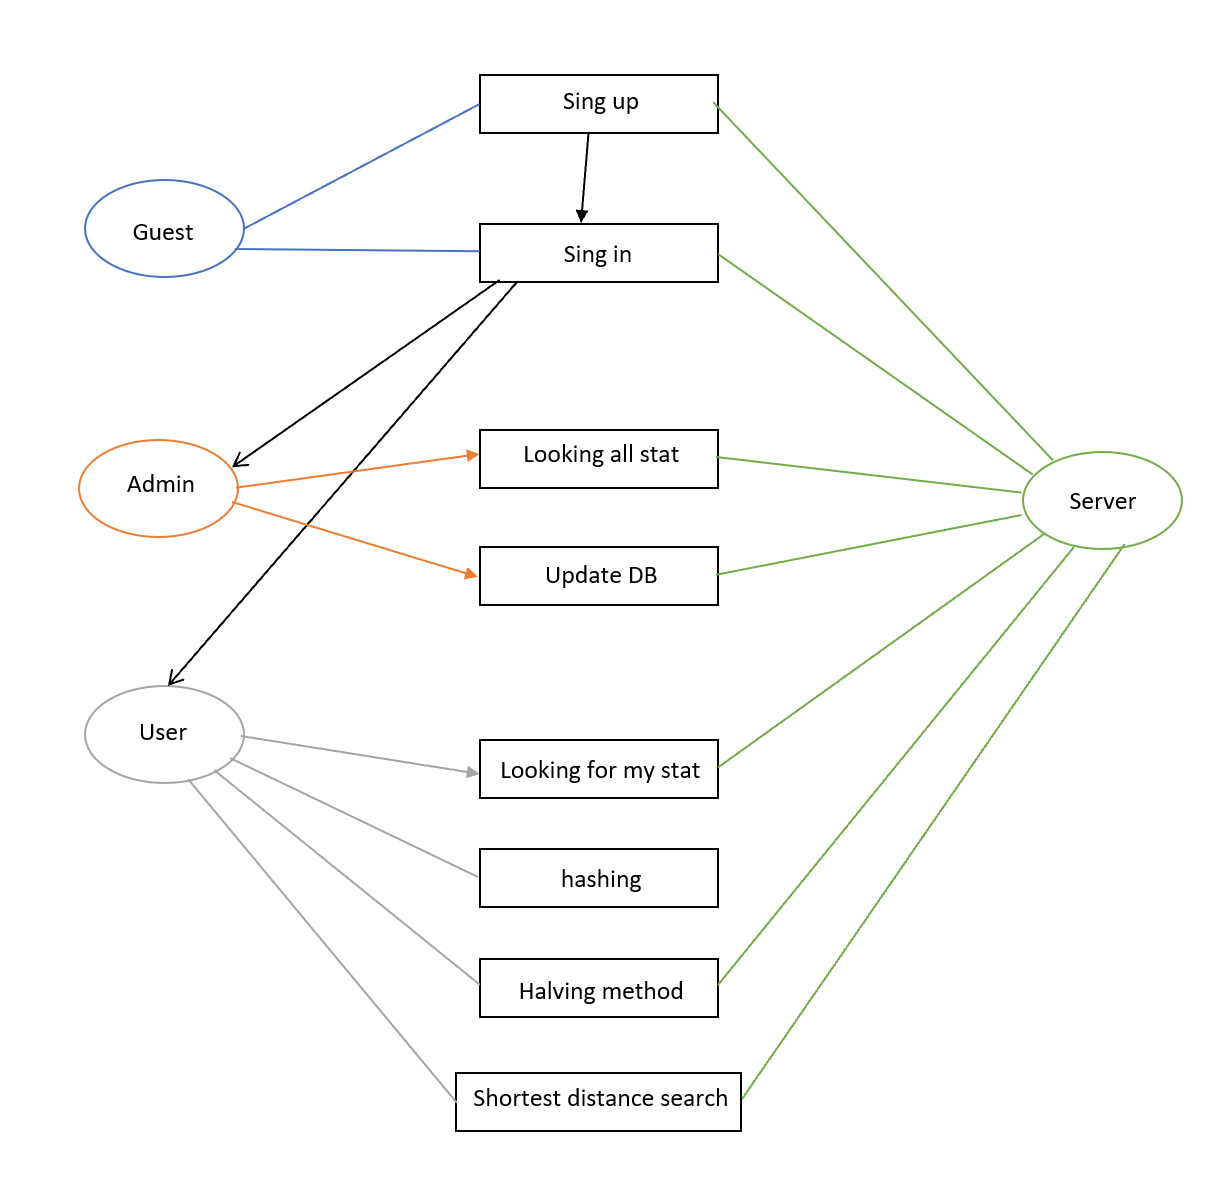 Sing up
Guest
Sing in
Looking all stat
Admin
Server
Update DB
User
Looking for my stat
hashing
Halving method
Shortest distance search